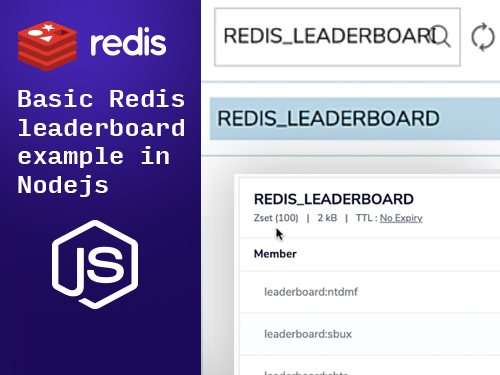 redis
Basic Redis
leaderboard
example in
Nodejs
JS
REDIS_LEADERBOARD
REDIS_LEADERBOARD
REDIS_LEADERBOARD
Zset (100) | 2 kB | TTL : No Expiry
Member
leaderboard:ntdmf
leaderboard:sbux